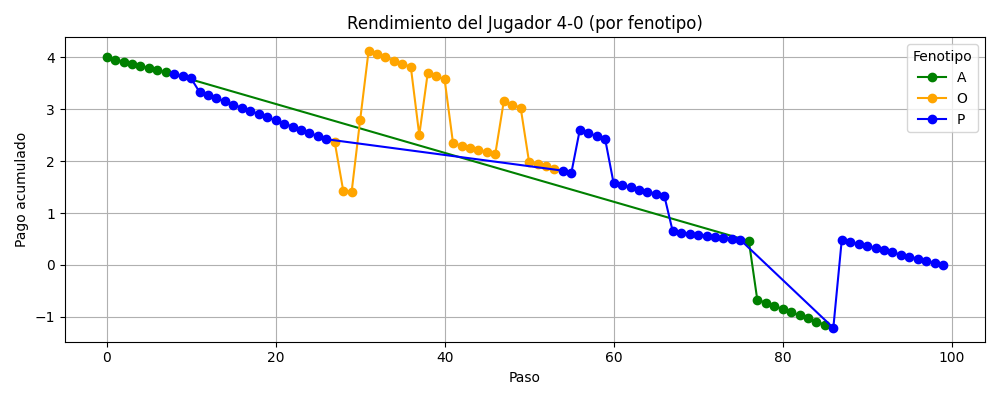 Rendimiento del Jugador 4-0 (por fenotipo)
Pago acumulado
4
3
2
1
0
−1
Fenotipo
A
O
P
0
20
40
60
80
100
Paso